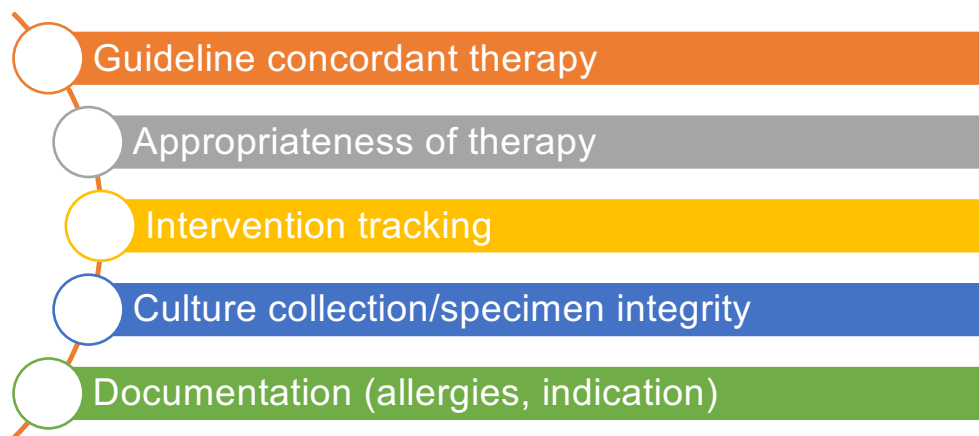 Guideline concordant therapy
Appropriateness of therapy
Intervention tracking
Culture collection/specimen integrity
Documentation (allergies, indication)